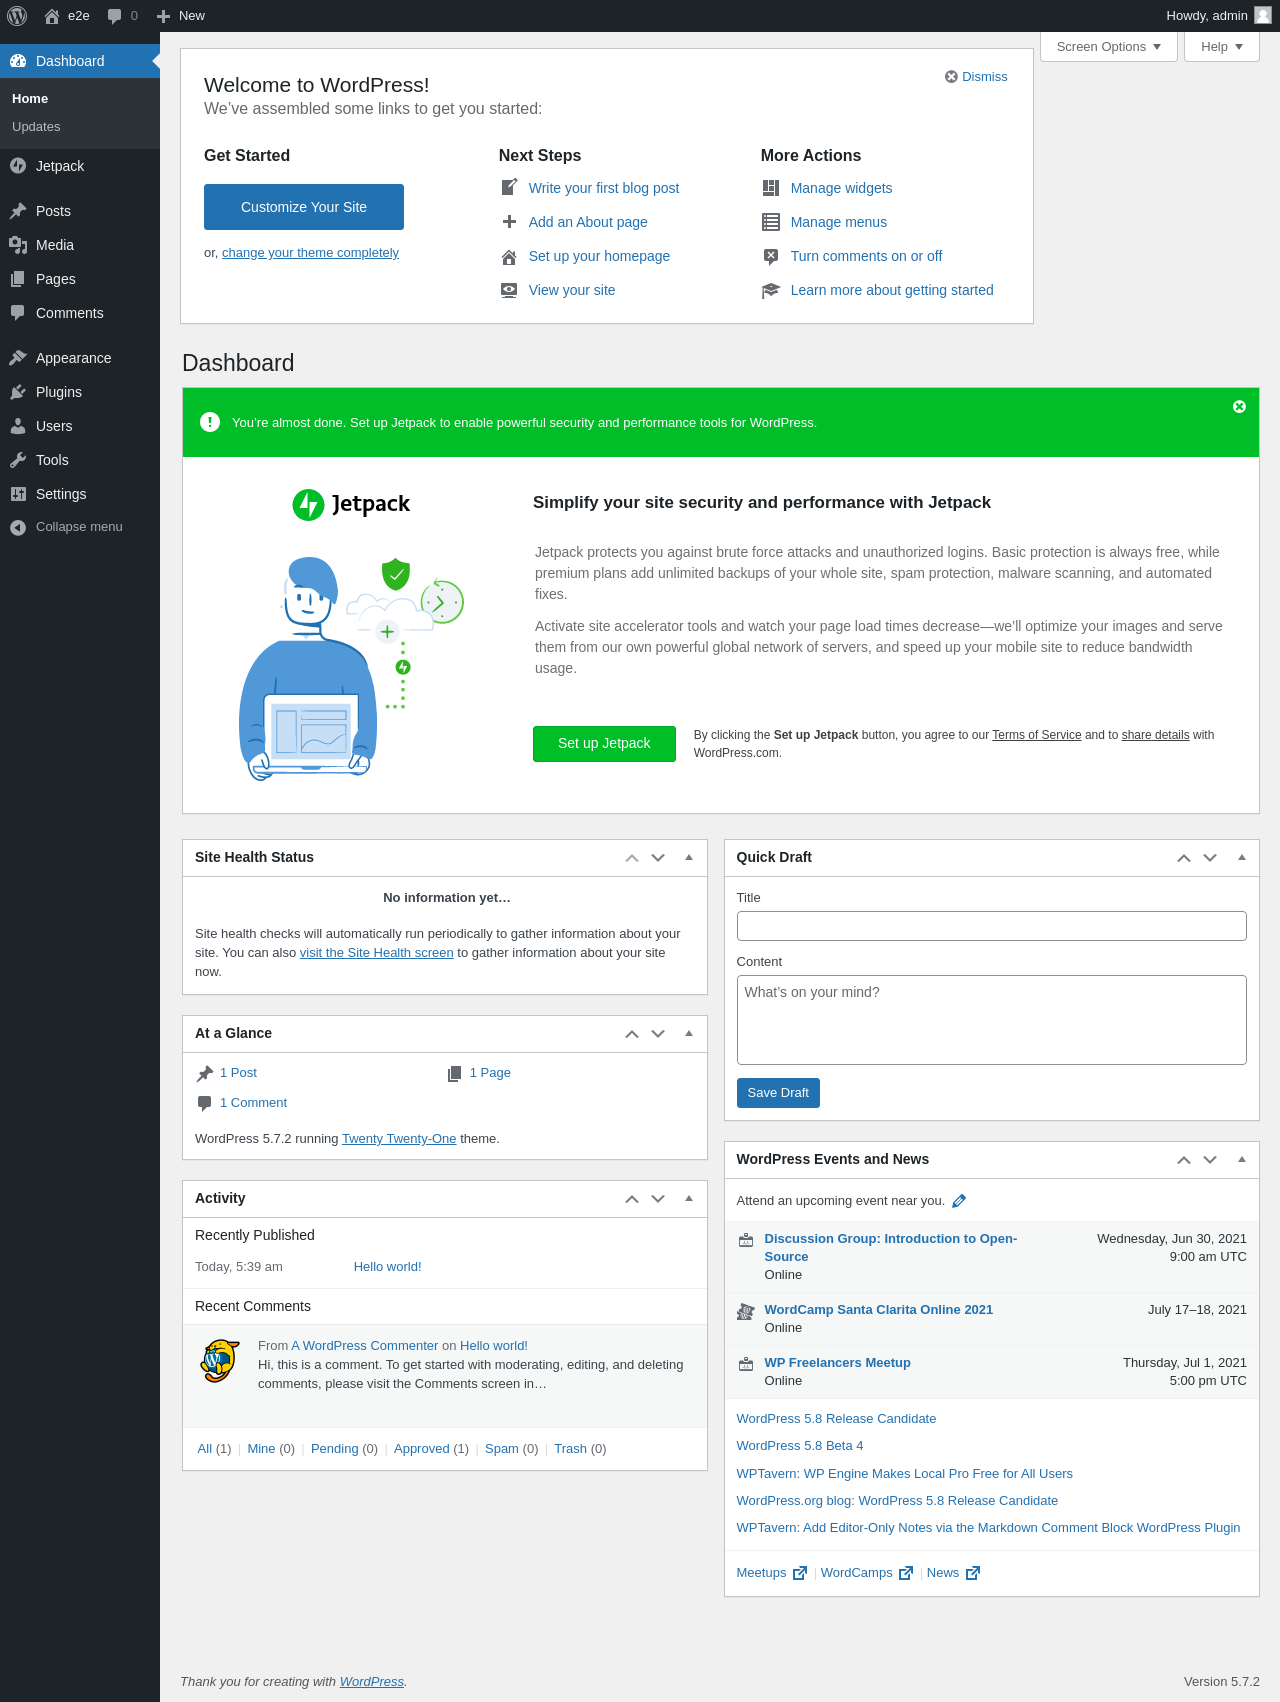 e2e
0
New
Howdy, admin
Dashboard
Home
Updates
Jetpack
Posts
Media
Pages
Comments
Appearance
Plugins
Users
Tools
Settings
Collapse menu
Screen Options
Help
Welcome to WordPress!
We've assembled some links to get you started:
Dismiss
Get Started
Customize Your Site
or, change your theme completely
Next Steps
Write your first blog post
Add an About page
Set up your homepage
View your site
More Actions
Manage widgets
Manage menus
Turn comments on or off
Learn more about getting started
Dashboard
You're almost done. Set up Jetpack to enable powerful security and performance tools for WordPress.
Jetpack
Simplify your site security and performance with Jetpack
Jetpack protects you against brute force attacks and unauthorized logins. Basic protection is always free, while
premium plans add unlimited backups of your whole site, spam protection, malware scanning, and automated
fixes.
Activate site accelerator tools and watch your page load times decrease—we'll optimize your images and serve
them from our own powerful global network of servers, and speed up your mobile site to reduce bandwidth
usage.
Set up Jetpack
By clicking the Set up Jetpack button, you agree to our Terms of Service and to share details with
WordPress.com.
Site Health Status
No information yet…
Site health checks will automatically run periodically to gather information about your
site. You can also visit the Site Health screen to gather information about your site
now.
At a Glance
1 Post
1 Page
1 Comment
WordPress 5.7.2 running Twenty Twenty-One theme.
Activity
Recently Published
Today, 5:39 am
Hello world!
Recent Comments
From A WordPress Commenter on Hello world!
Hi, this is a comment. To get started with moderating, editing, and deleting
comments, please visit the Comments screen in…
All (1) | Mine (0) | Pending (0) | Approved (1) | Spam (0) | Trash (0)
Quick Draft
Title
Content
What's on your mind?
Save Draft
WordPress Events and News
Attend an upcoming event near you.
Discussion Group: Introduction to Open-
Source
Online
Wednesday, Jun 30, 2021
9:00 am UTC
WordCamp Santa Clarita Online 2021
Online
July 17–18, 2021
WP Freelancers Meetup
Online
Thursday, Jul 1, 2021
5:00 pm UTC
WordPress 5.8 Release Candidate
WordPress 5.8 Beta 4
WPTavern: WP Engine Makes Local Pro Free for All Users
WordPress.org blog: WordPress 5.8 Release Candidate
WPTavern: Add Editor-Only Notes via the Markdown Comment Block WordPress Plugin
Meetups | WordCamps | News
Thank you for creating with WordPress.
Version 5.7.2